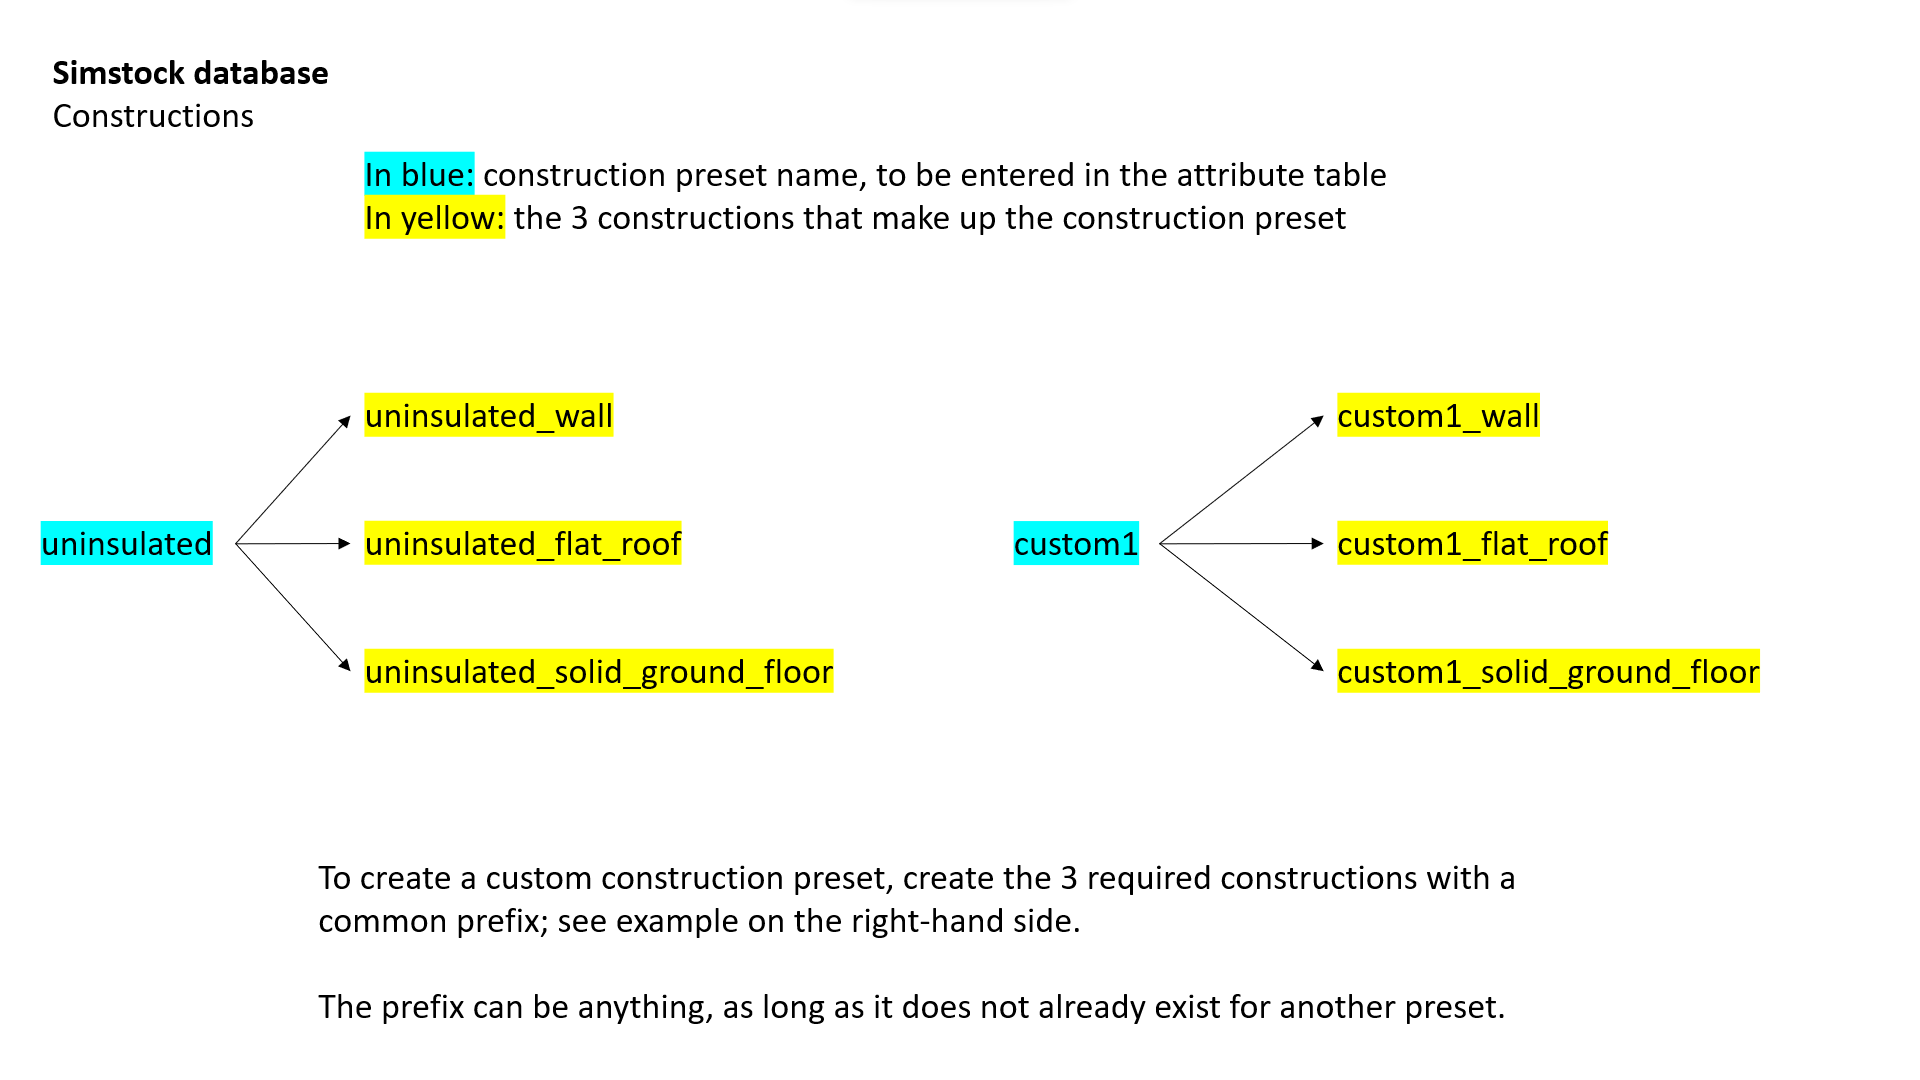 Simstock database
Constructions
In blue: construction preset name, to be entered in the attribute table
In yellow: the 3 constructions that make up the construction preset
uninsulated
uninsulated_wall
uninsulated_flat_roof
uninsulated_solid_ground_floor
custom1
custom1_wall
custom1_flat_roof
custom1_solid_ground_floor
To create a custom construction preset, create the 3 required constructions with a
common prefix; see example on the right-hand side.
The prefix can be anything, as long as it does not already exist for another preset.